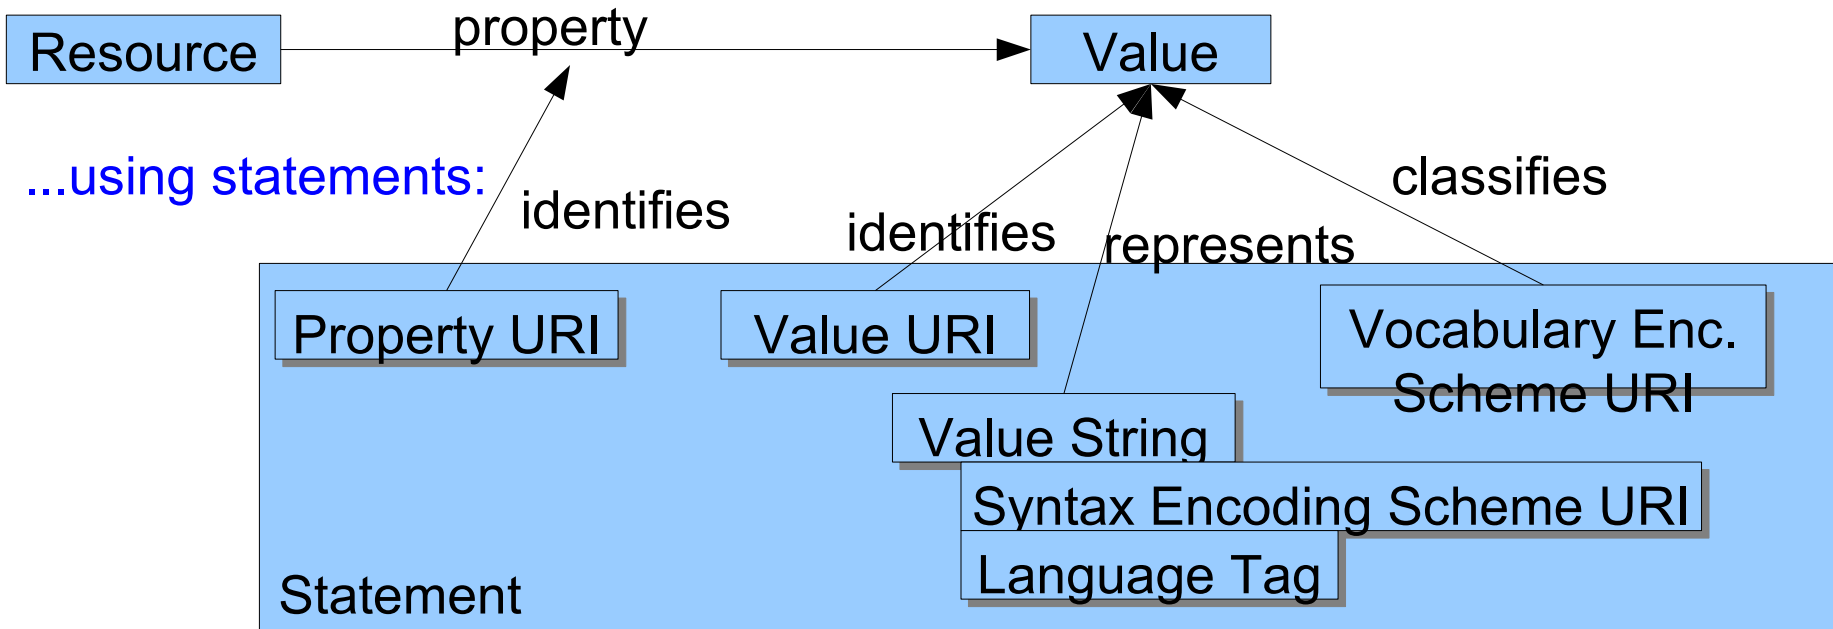 Resource
property
Value
...using statements:
identifies
identifies
represents
classifies
Property URI
Value URI
Vocabulary Enc.
Scheme URI
Value String
Syntax Encoding Scheme URI
Language Tag
Statement